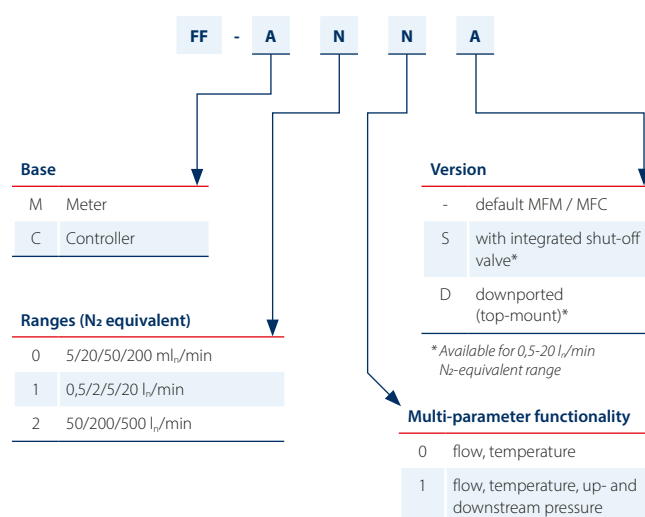 FF - A N N A
Base
M Meter
C Controller
Ranges (N₂ equivalent)
0 5/20/50/200 mlₙ/min
1 0,5/2/5/20 lₙ/min
2 50/200/500 lₙ/min
Version
- default MFM / MFC
S with integrated shut-off
valve*
D downported
(top-mount)*
* Available for 0,5-20 lₙ/min
N₂-equivalent range
Multi-parameter functionality
0 flow, temperature
1 flow, temperature, up- and
downstream pressure